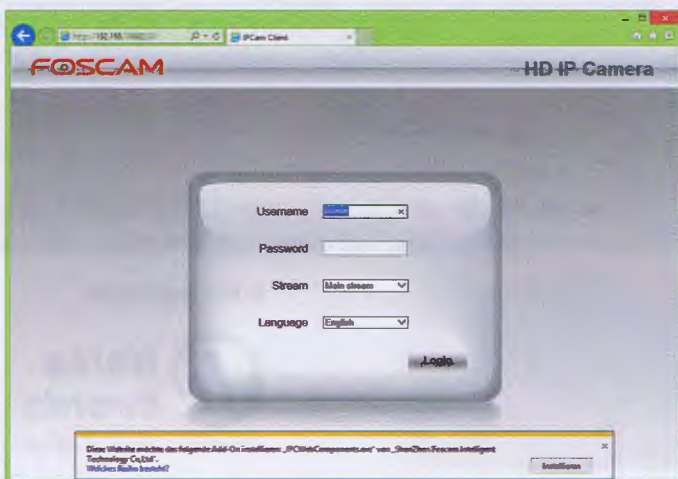 IPCam Client
FOSCAM
HD IP Camera
Username
Password
Stream Main stream
Language English
Login
Diese Website möchte das folgende Add-On installieren: „IPCWebComponents.exe" von „ShenZhen Foscam Intelligent
Technology Co,Ltd".
Welches Risiko besteht?
Installieren